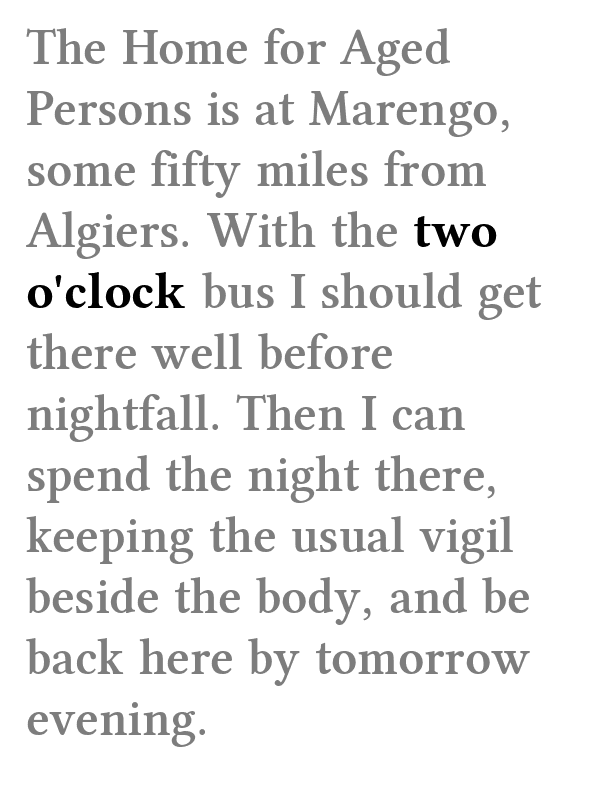 The Home for Aged
Persons is at Marengo,
some fifty miles from
Algiers. With the two
o'clock bus I should get
there well before
nightfall. Then I can
spend the night there,
keeping the usual vigil
beside the body, and be
back here by tomorrow
evening.